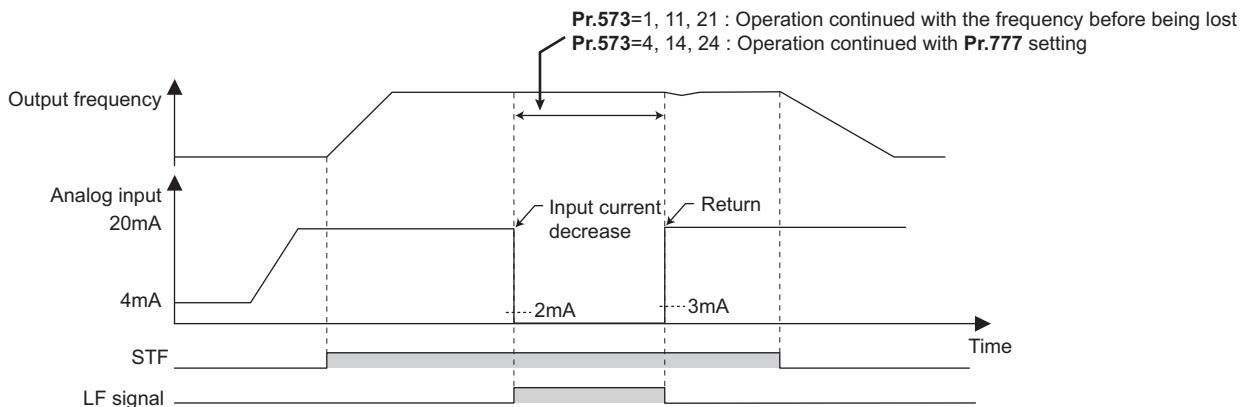 Pr.573=1, 11, 21 : Operation continued with the frequency before being lost
Pr.573=4, 14, 24 : Operation continued with Pr.777 setting
Output frequency
Analog input
20mA
Input current
decrease
Return
4mA
2mA
3mA
Time
STF
LF signal